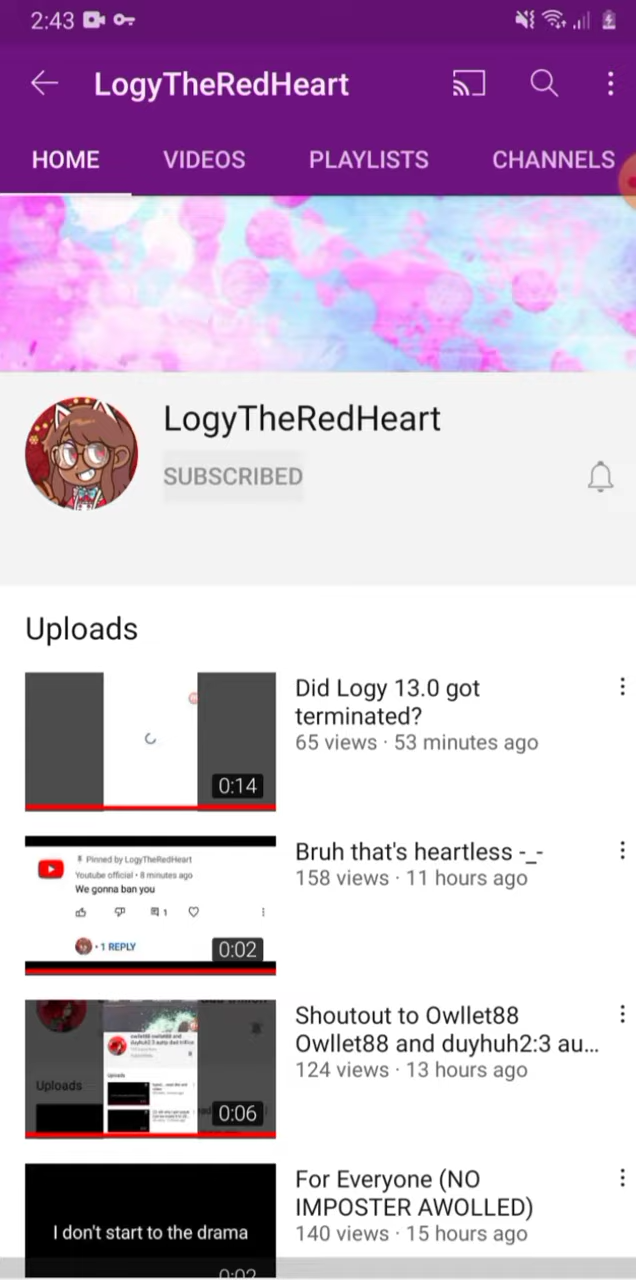 2:43
LogyTheRedHeart
HOME VIDEOS PLAYLISTS CHANNELS
LogyTheRedHeart
SUBSCRIBED
Uploads
Did Logy 13.0 got
terminated?
65 views · 53 minutes ago
0:14
Bruh that's heartless -_-
158 views · 11 hours ago
Pinned by LogyTheRedHeart
Youtube official • 8 minutes ago
We gonna ban you
1
• 1 REPLY
0:02
Shoutout to Owllet88
Owllet88 and duyhuh2:3 au...
124 views · 13 hours ago
Uploads
Uploads
0:06
For Everyone (NO
IMPOSTER AWOLLED)
140 views · 15 hours ago
I don't start to the drama
0:02